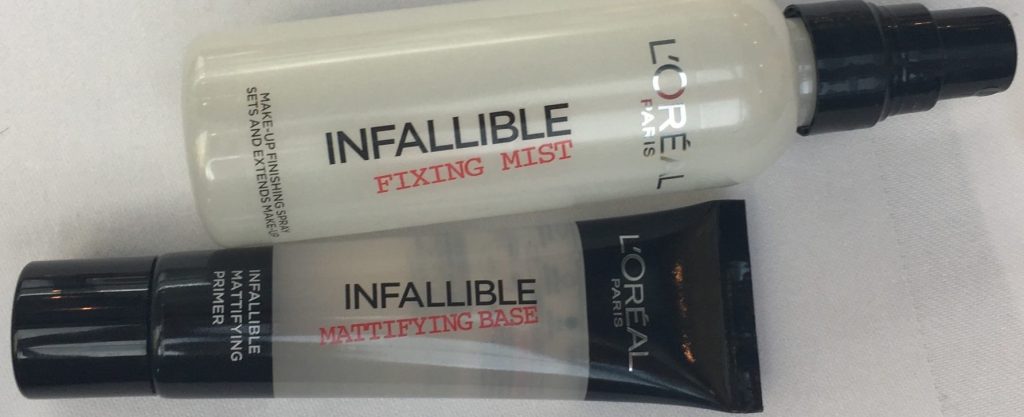 L'ORÉAL
PARIS
INFALLIBLE
FIXING MIST
MAKE-UP FINISHING SPRAY
SETS AND EXTENDS MAKE-UP
L'ORÉAL
PARIS
INFALLIBLE
MATTIFYING BASE
INFALLIBLE
MATTIFYING
PRIMER